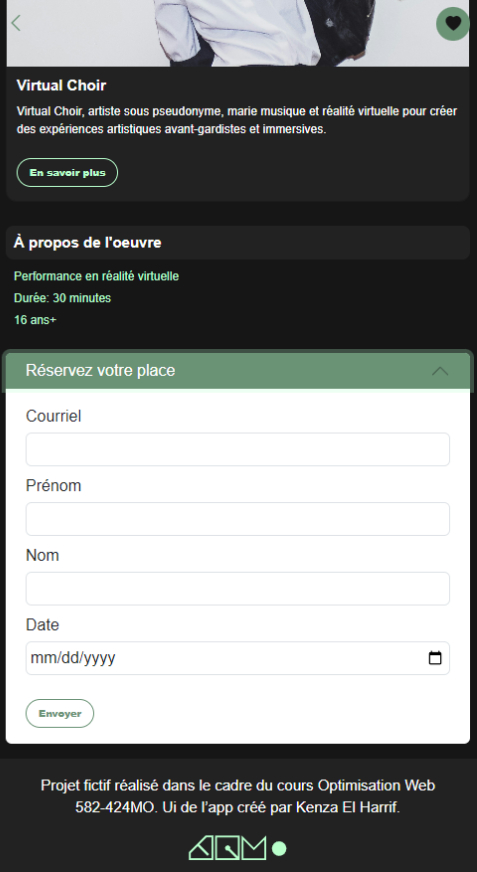 Virtual Choir
Virtual Choir, artiste sous pseudonyme, marie musique et réalité virtuelle pour créer
des expériences artistiques avant-gardistes et immersives.
En savoir plus
À propos de l'oeuvre
Performance en réalité virtuelle
Durée: 30 minutes
16 ans+
Réservez votre place
Courriel
Prénom
Nom
Date
mm/dd/yyyy
Envoyer
Projet fictif réalisé dans le cadre du cours Optimisation Web
582-424MO. Ui de l'app créé par Kenza El Harrif.